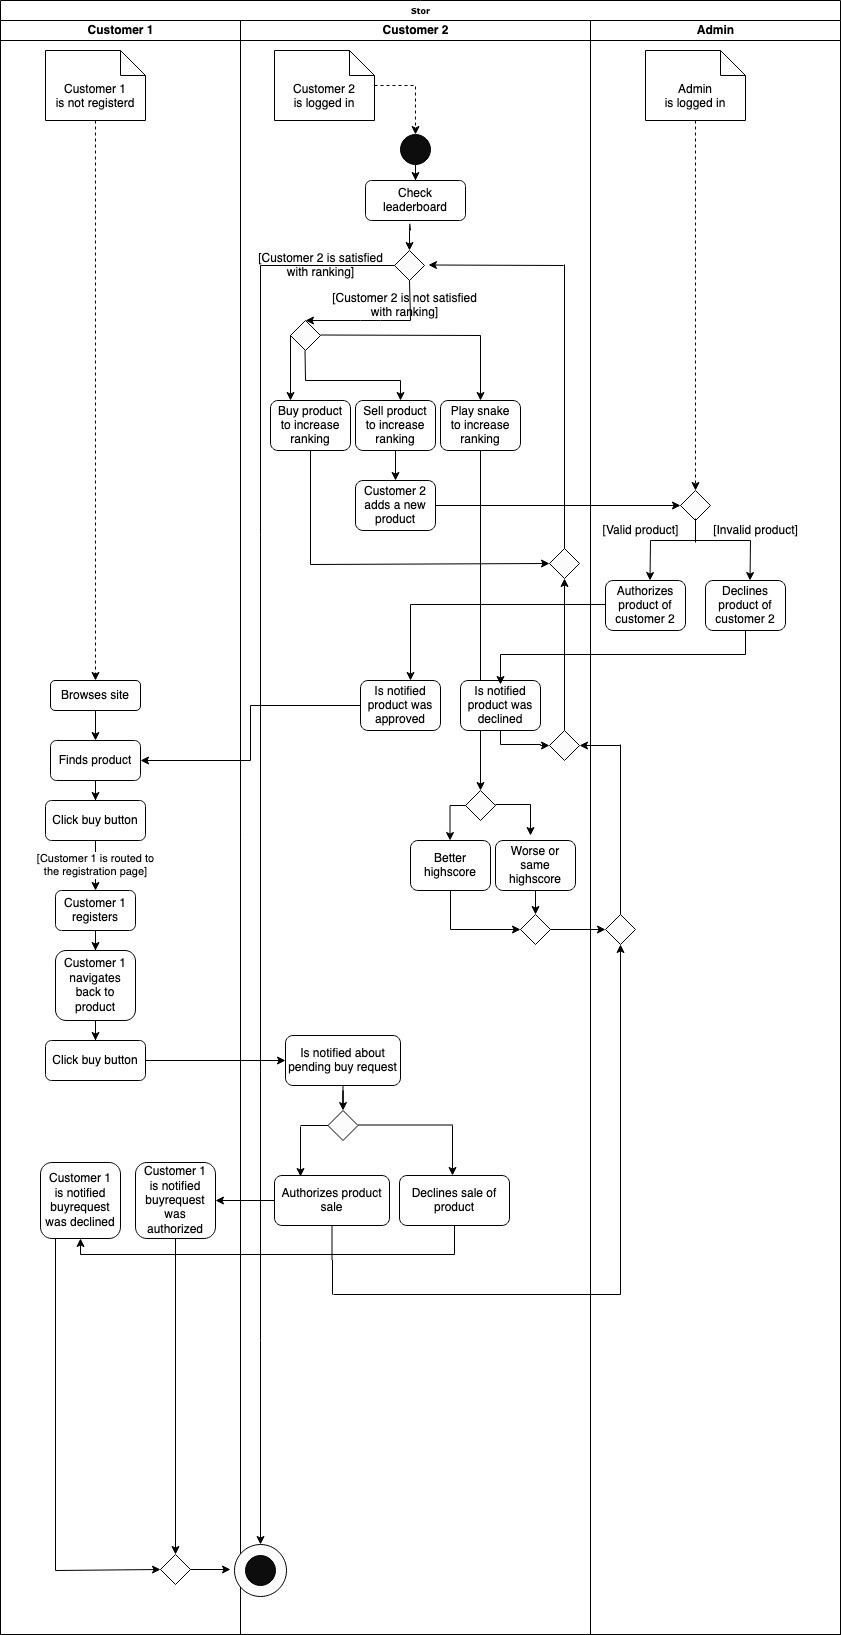 Stor
Customer 1
Customer 2
Admin
Customer 1
is not registerd
Customer 2
is logged in
Admin
is logged in
Check
leaderboard
[Customer 2 is satisfied
with ranking]
[Customer 2 is not satisfied
with ranking]
Buy product
to increase
ranking
Sell product
to increase
ranking
Play snake
to increase
ranking
Customer 2
adds a new
product
[Valid product]
[Invalid product]
Authorizes
product of
customer 2
Declines
product of
customer 2
Browses site
Is notified
product was
approved
Is notified
product was
declined
Finds product
Click buy button
Better
highscore
Worse or
same
highscore
[Customer 1 is routed to
the registration page]
Customer 1
registers
Customer 1
navigates
back to
product
Click buy button
Is notified about
pending buy request
Customer 1
is notified
buyrequest
was declined
Customer 1
is notified
buyrequest
was
authorized
Authorizes product
sale
Declines sale of
product